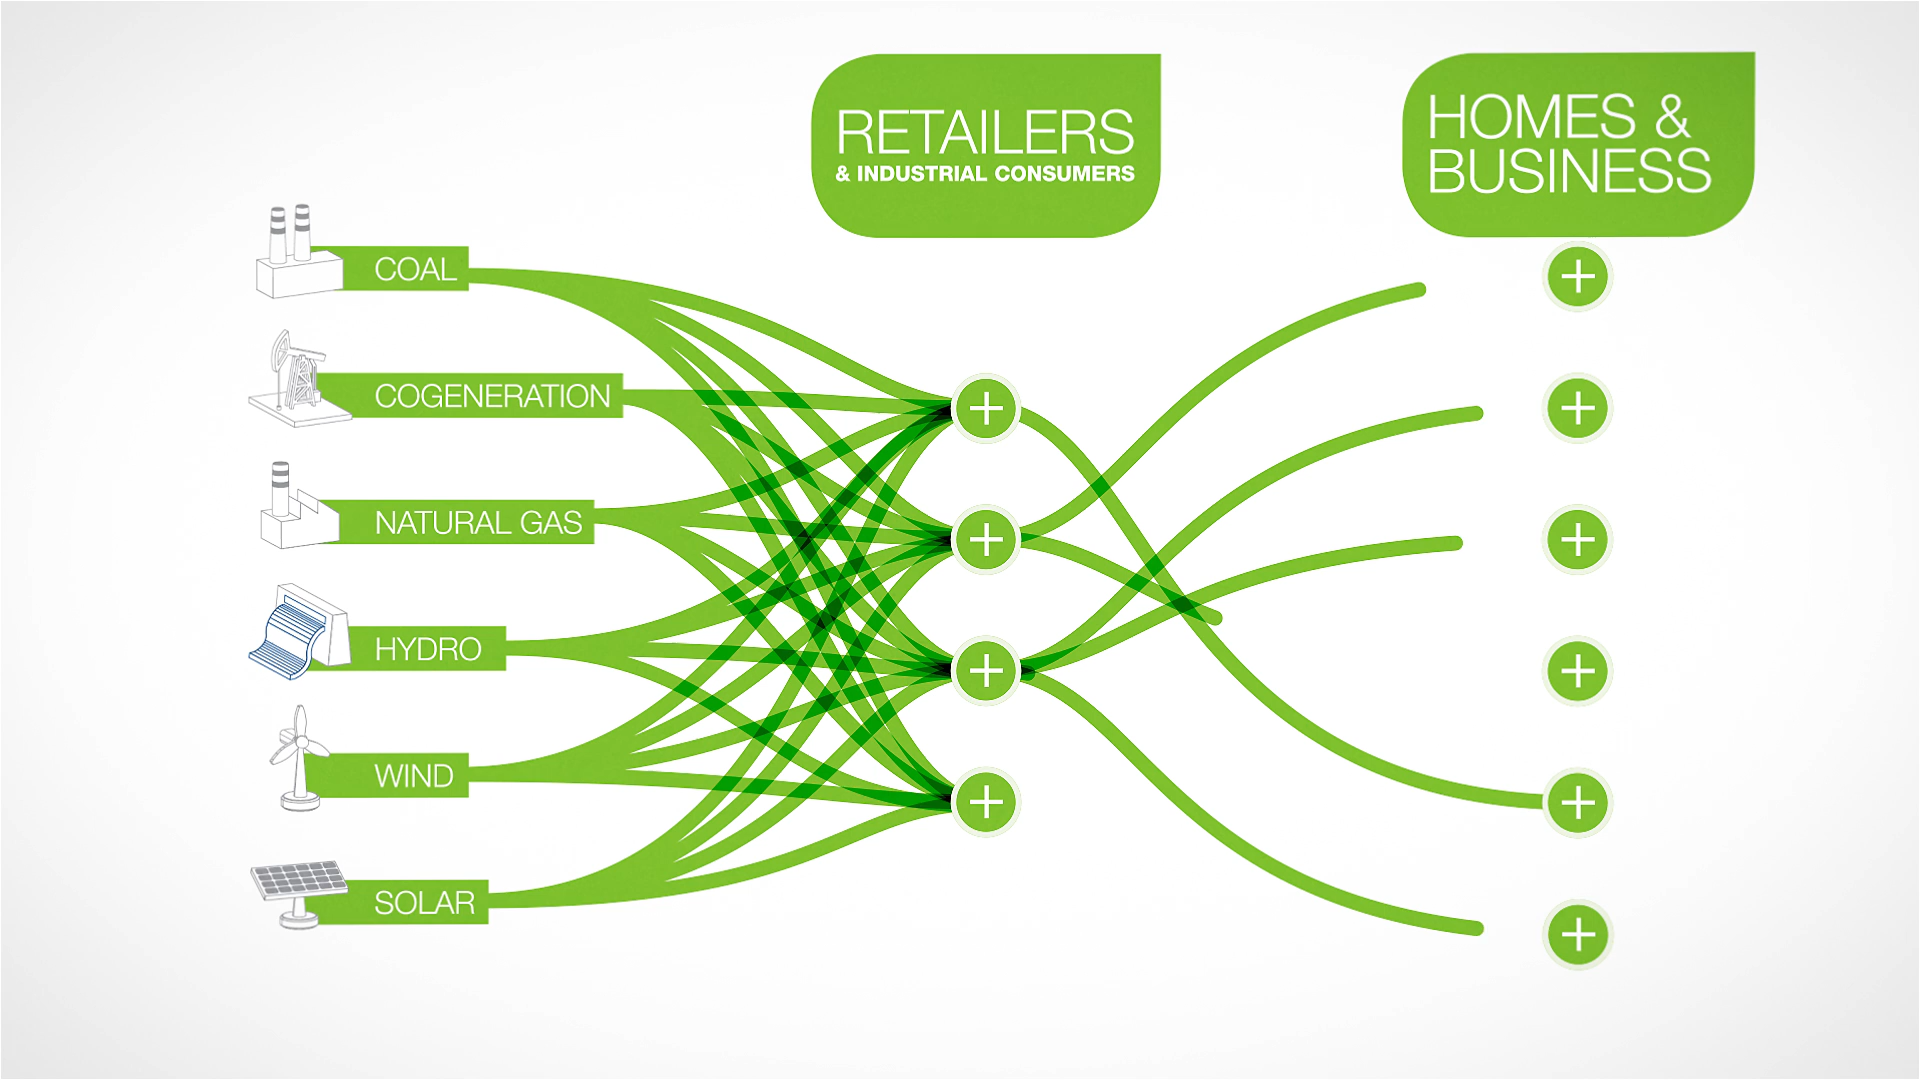 RETAILERS
& INDUSTRIAL CONSUMERS
HOMES &
BUSINESS
COAL
COGENERATION
NATURAL GAS
HYDRO
WIND
SOLAR